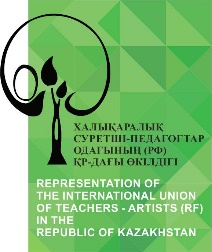 ХАЛЫҚАРАЛЫҚ
СУРЕТШІ-ПЕДАГОГТАР
ОДАҒЫНЫҢ (РФ)
ҚР-ДАҒЫ ӨКІЛДІГІ
REPRESENTATION OF
THE INTERNATIONAL UNION
OF TEACHERS - ARTISTS (RF)
IN THE
REPUBLIC OF KAZAKHSTAN